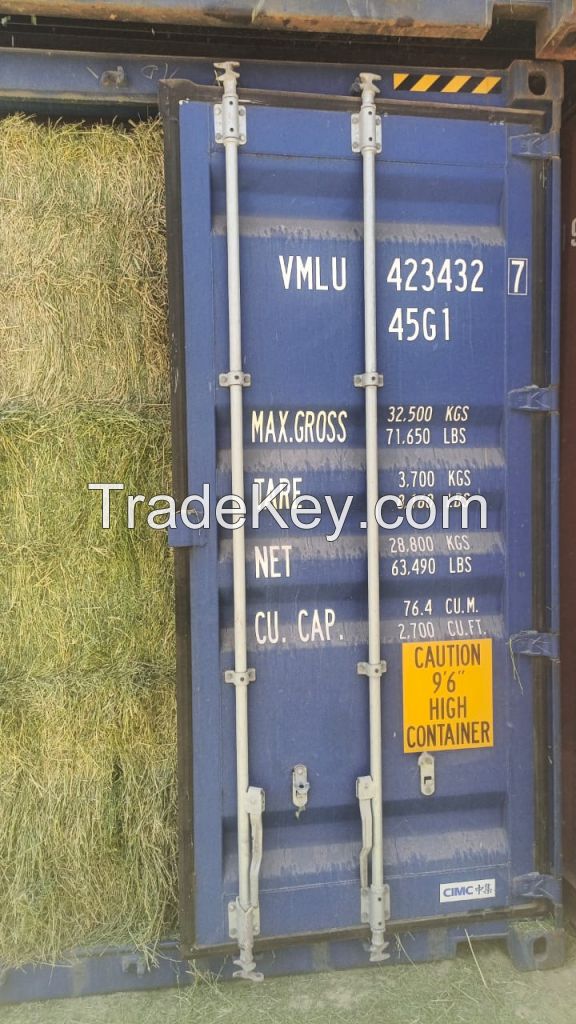 VMLU 423432 7
45G1
MAX.GROSS 32,500 KGS
71,650 LBS
TARE 3,700 KGS
LBS
TradeKey.com
NET 28,800 KGS
63,490 LBS
CU. CAP. 76.4 CU.M.
2,700 CU.FT.
CAUTION
9'6"
HIGH
CONTAINER
CIMC 中集